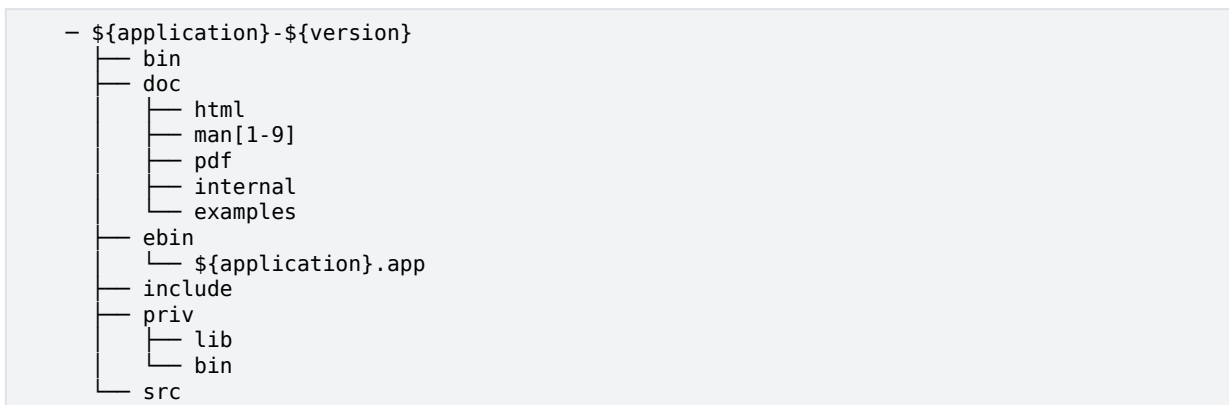 ─ ${application}-${version}
├── bin
├── doc
│   ├── html
│   ├── man[1-9]
│   ├── pdf
│   ├── internal
│   └── examples
├── ebin
│   └── ${application}.app
├── include
├── priv
│   ├── lib
│   └── bin
└── src